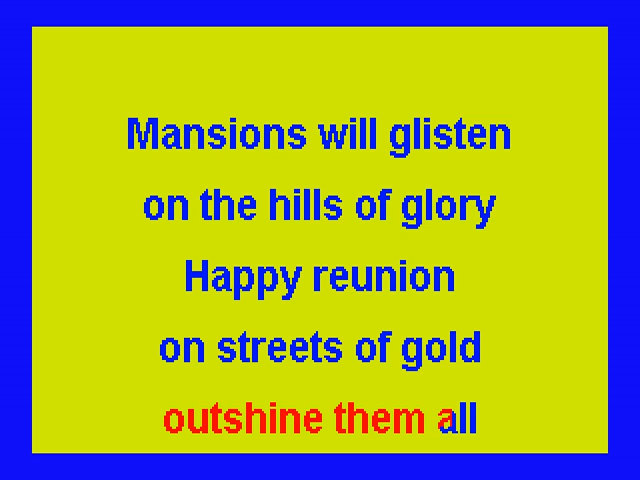 Mansions will glisten
on the hills of glory
Happy reunion
on streets of gold
outshine them all